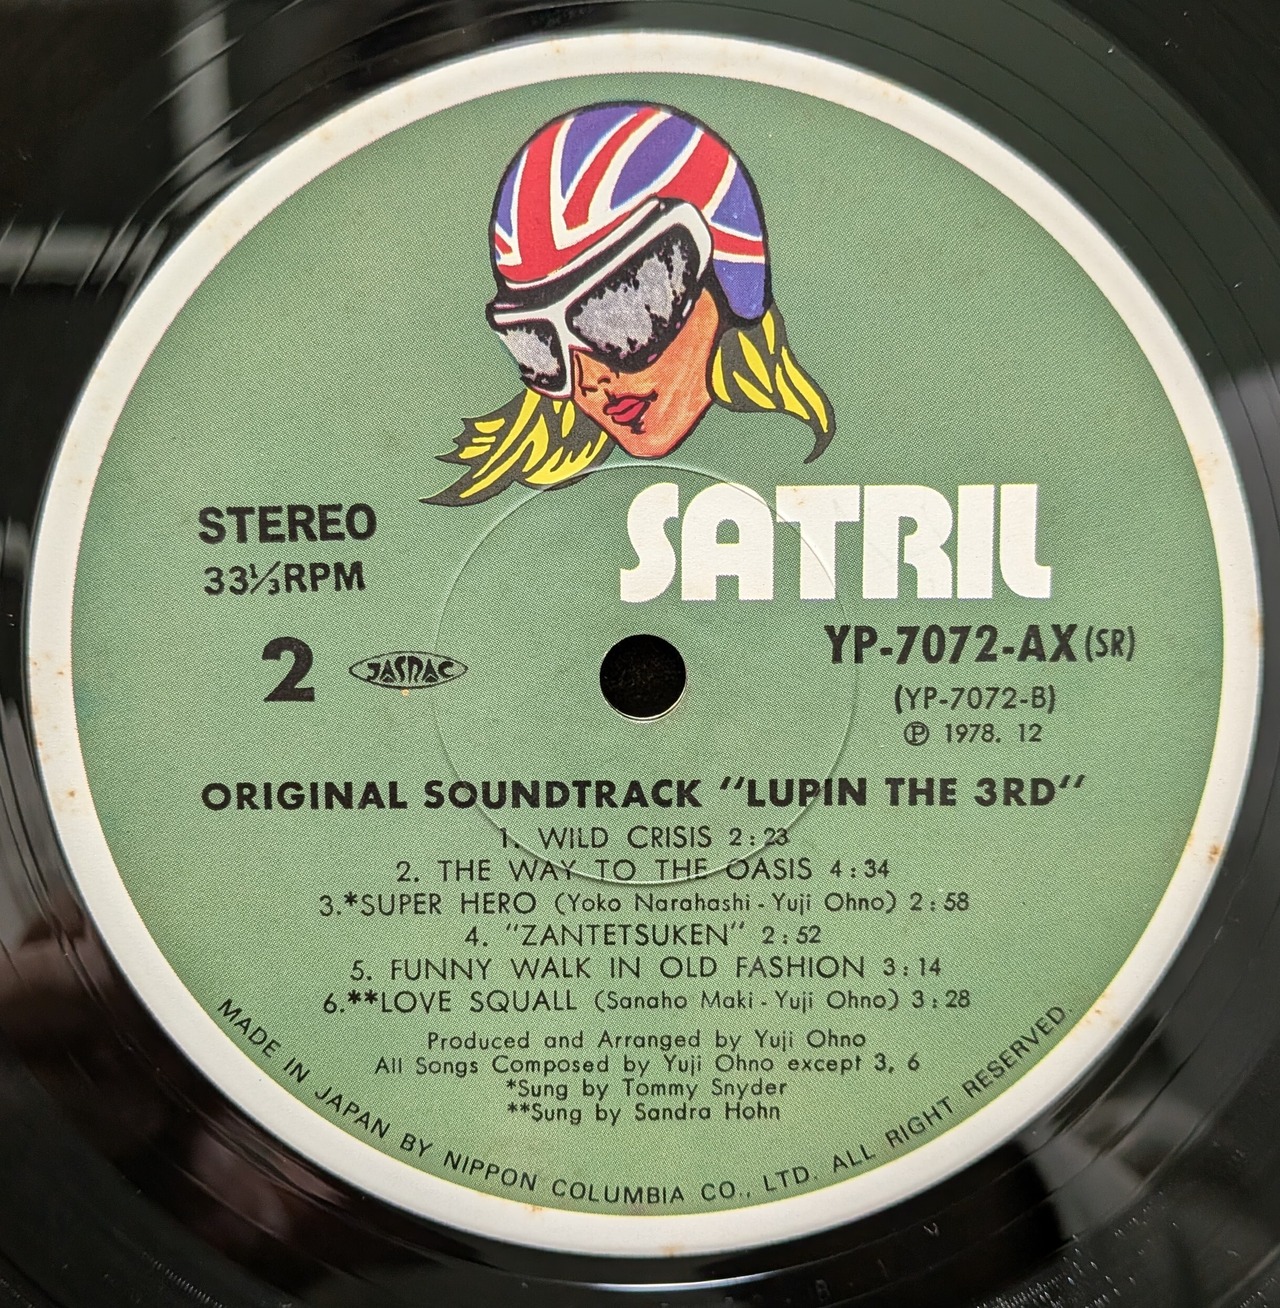 SATRIL
STEREO
33⅓RPM
2
JASRAC
YP-7072-AX(SR)
(YP-7072-B)
Ⓟ 1978. 12
ORIGINAL SOUNDTRACK “LUPIN THE 3RD”
1. WILD CRISIS 2:23
2. THE WAY TO THE OASIS 4:34
3.*SUPER HERO (Yoko Narahashi-Yuji Ohno) 2:58
4. “ZANTETSUKEN” 2:52
5. FUNNY WALK IN OLD FASHION 3:14
6.**LOVE SQUALL (Sanaho Maki-Yuji Ohno) 3:28
Produced and Arranged by Yuji Ohno
All Songs Composed by Yuji Ohno except 3, 6
*Sung by Tommy Snyder
**Sung by Sandra Hohn
MADE IN JAPAN BY NIPPON COLUMBIA CO., LTD. ALL RIGHT RESERVED.